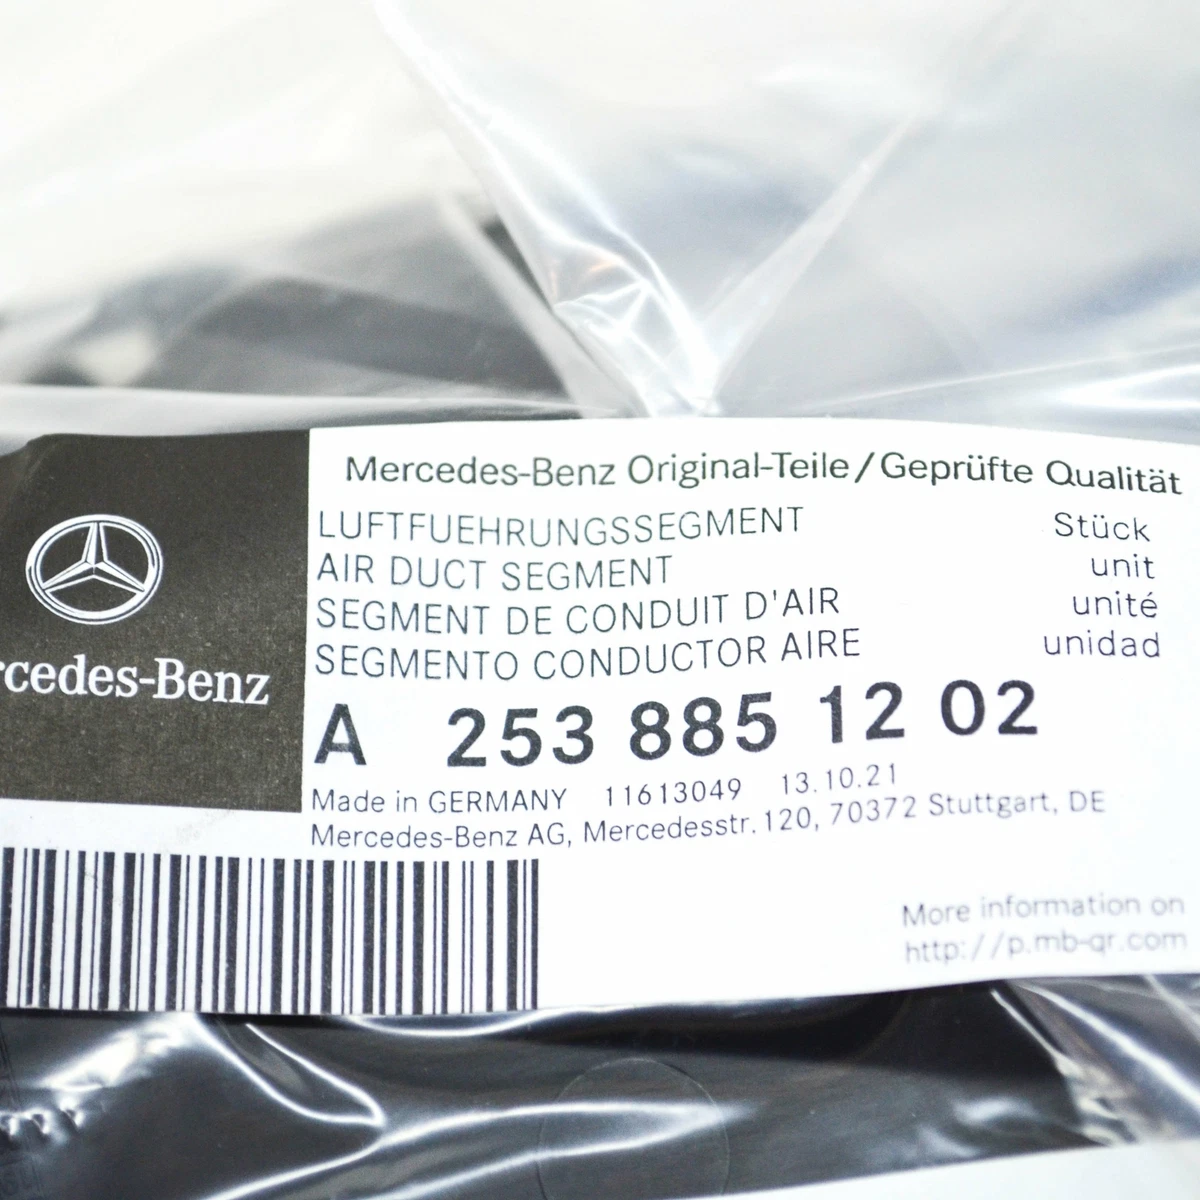 Mercedes-Benz Original-Teile/Geprüfte Qualität
LUFTFUEHRUNGSSEGMENT Stück
AIR DUCT SEGMENT unit
SEGMENT DE CONDUIT D'AIR unité
SEGMENTO CONDUCTOR AIRE unidad
rcedes-Benz
A 253 885 12 02
Made in GERMANY 11613049 13.10.21
Mercedes-Benz AG, Mercedesstr. 120, 70372 Stuttgart, DE
More information on
http://p.mb-qr.com